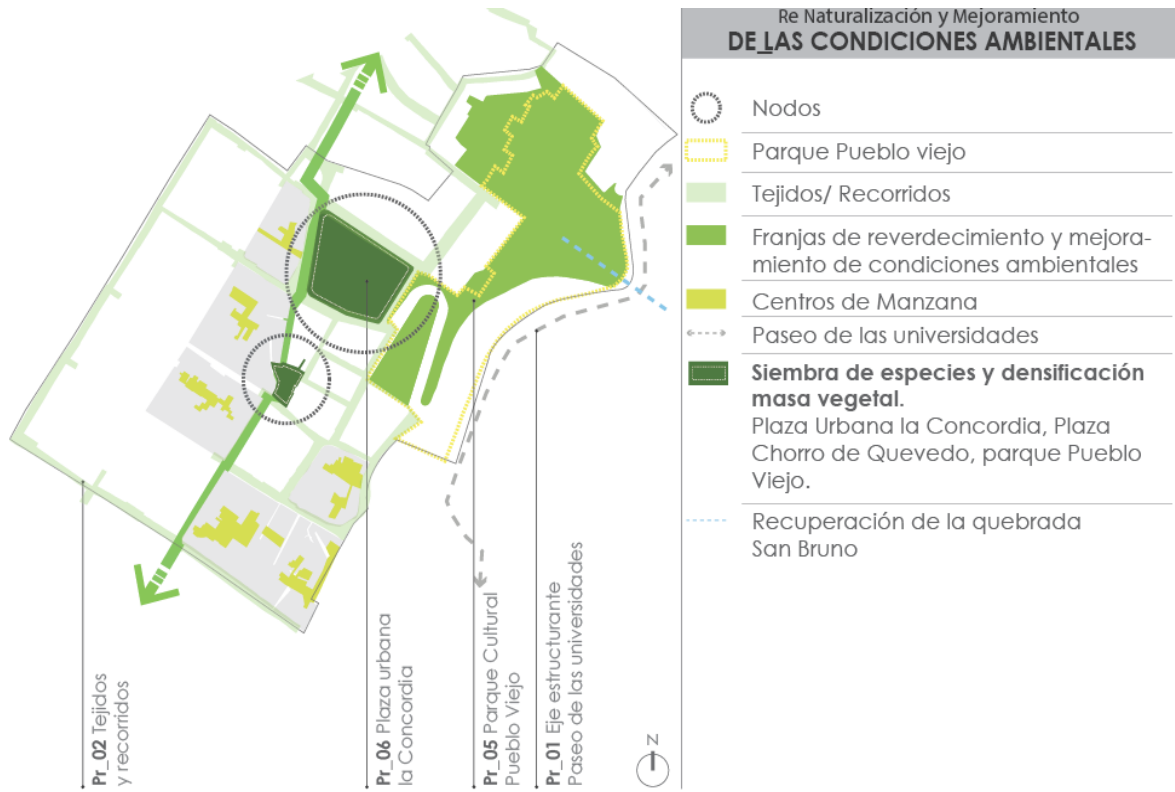 Re Naturalización y Mejoramiento
DE_LAS CONDICIONES AMBIENTALES
Nodos
Parque Pueblo viejo
Tejidos/ Recorridos
Franjas de reverdecimiento y mejora-
miento de condiciones ambientales
Centros de Manzana
Paseo de las universidades
Siembra de especies y densificación
masa vegetal.
Plaza Urbana la Concordia, Plaza
Chorro de Quevedo, parque Pueblo
Viejo.
Recuperación de la quebrada
San Bruno
Pr_02 Tejidos
y recorridos
Pr_06 Plaza urbana
la Concordia
Pr_05 Parque Cultural
Pueblo Viejo
Pr_01 Eje estructurante
Paseo de las universidades
N